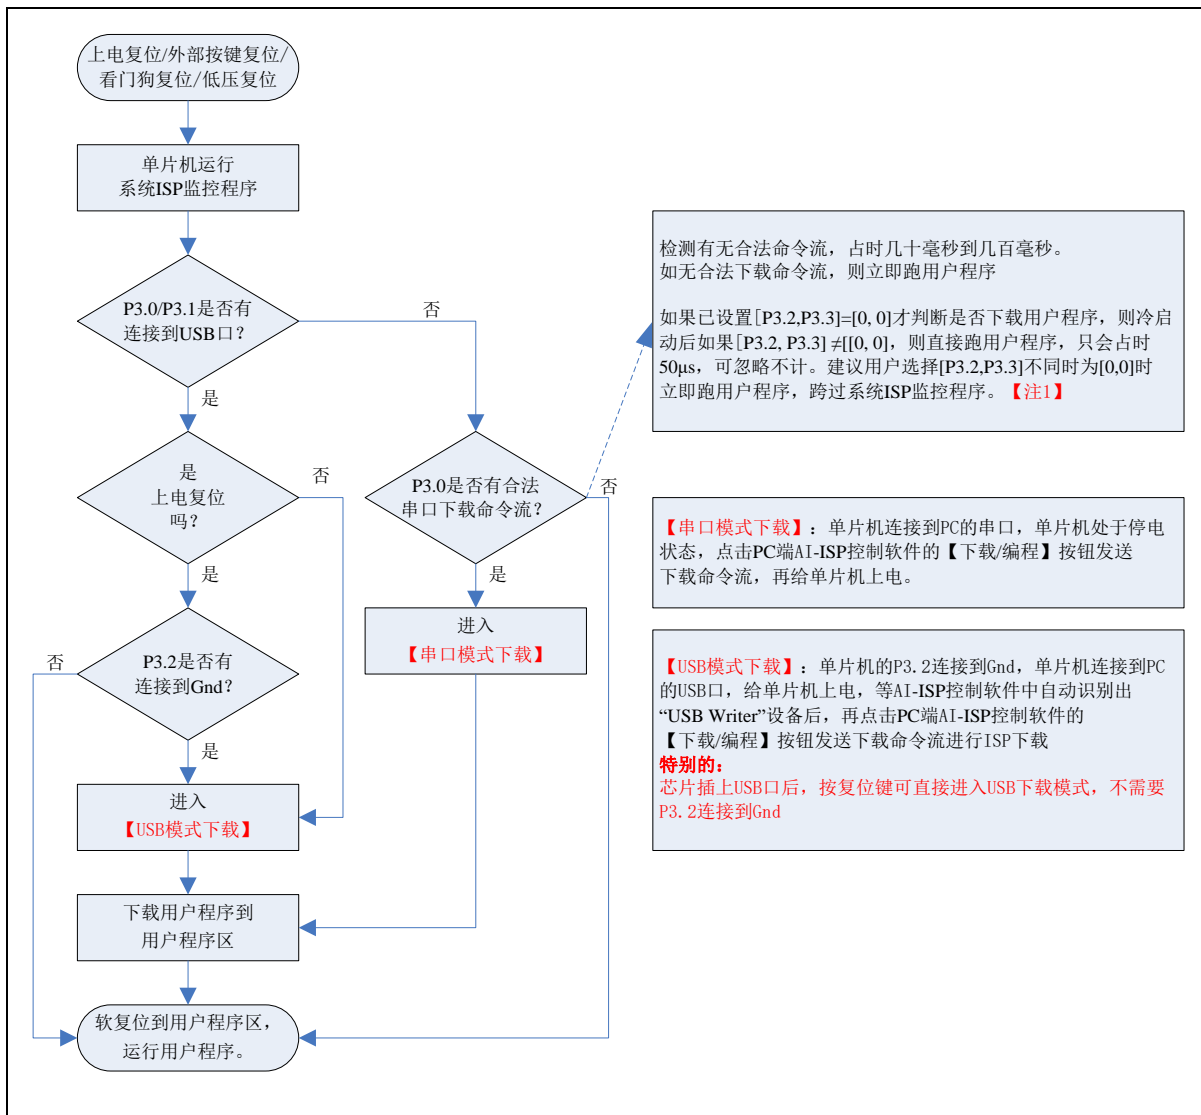 上电复位/外部按键复位/
看门狗复位/低压复位
单片机运行
系统ISP监控程序
P3.0/P3.1是否有
连接到USB口？
否
是
是
上电复位
吗？
否
是
P3.2是否有
连接到Gnd？
否
是
进入
【USB模式下载】
下载用户程序到
用户程序区
软复位到用户程序区，
运行用户程序。
P3.0是否有合法
串口下载命令流？
否
是
进入
【串口模式下载】
检测有无合法命令流，占时几十毫秒到几百毫秒。
如无合法下载命令流，则立即跑用户程序
如果已设置[P3.2,P3.3]=[0, 0]才判断是否下载用户程序，则冷启
动后如果[P3.2, P3.3] ≠[[0, 0]，则直接跑用户程序，只会占时
50μs，可忽略不计。建议用户选择[P3.2,P3.3]不同时为[0,0]时
立即跑用户程序，跨过系统ISP监控程序。【注1】
【串口模式下载】：单片机连接到PC的串口，单片机处于停电
状态，点击PC端AI-ISP控制软件的【下载/编程】按钮发送
下载命令流，再给单片机上电。
【USB模式下载】：单片机的P3.2连接到Gnd，单片机连接到PC
的USB口，给单片机上电，等AI-ISP控制软件中自动识别出
“USB Writer”设备后，再点击PC端AI-ISP控制软件的
【下载/编程】按钮发送下载命令流进行ISP下载
特别的：
芯片插上USB口后，按复位键可直接进入USB下载模式，不需要
P3.2连接到Gnd